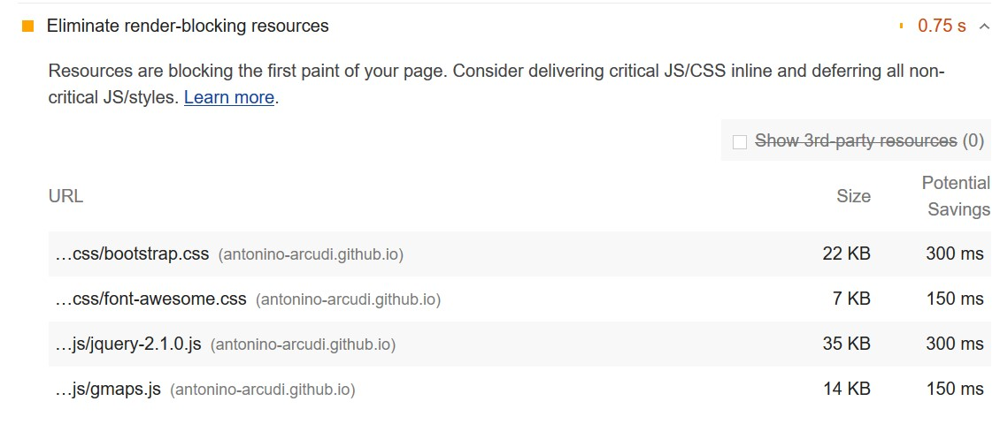 Eliminate render-blocking resources 0.75 s
Resources are blocking the first paint of your page. Consider delivering critical JS/CSS inline and deferring all non-
critical JS/styles. Learn more.
Show 3rd-party resources (0)
URL Size Potential
Savings
…css/bootstrap.css (antonino-arcudi.github.io) 22 KB 300 ms
…css/font-awesome.css (antonino-arcudi.github.io) 7 KB 150 ms
…js/jquery-2.1.0.js (antonino-arcudi.github.io) 35 KB 300 ms
…js/gmaps.js (antonino-arcudi.github.io) 14 KB 150 ms